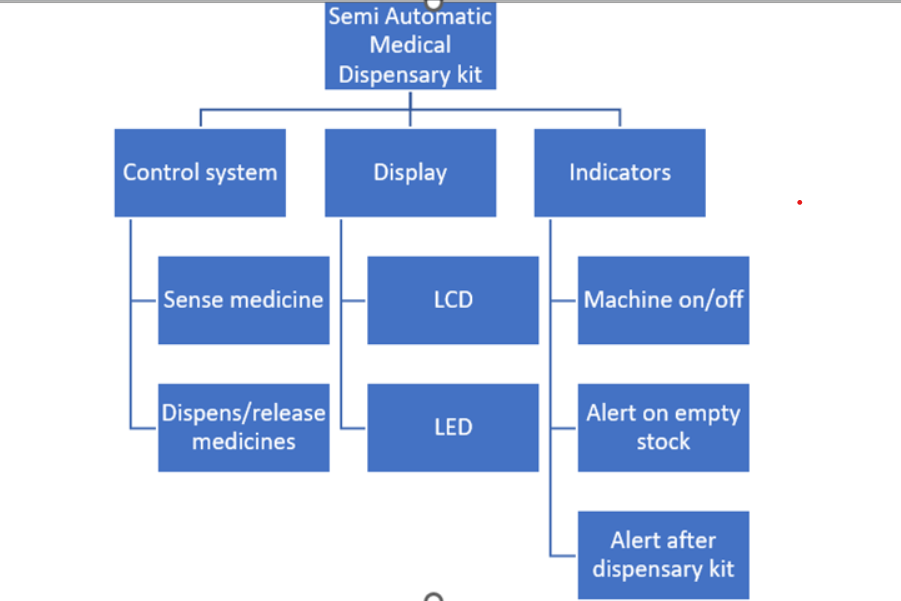 Semi Automatic
Medical
Dispensary kit
Control system
Display
Indicators
Sense medicine
LCD
Machine on/off
Dispens/release
medicines
LED
Alert on empty
stock
Alert after
dispensary kit